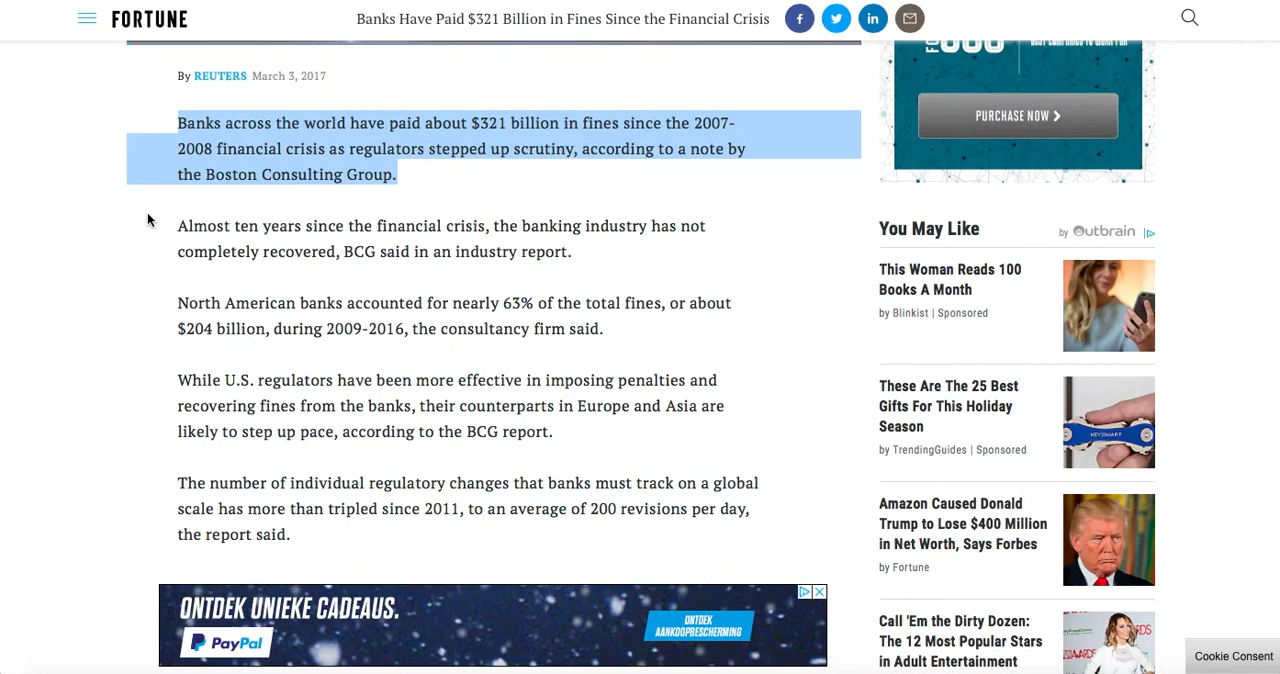 FORTUNE
Banks Have Paid $321 Billion in Fines Since the Financial Crisis
By REUTERS March 3, 2017
Banks across the world have paid about $321 billion in fines since the 2007-
2008 financial crisis as regulators stepped up scrutiny, according to a note by
the Boston Consulting Group.
Almost ten years since the financial crisis, the banking industry has not
completely recovered, BCG said in an industry report.
North American banks accounted for nearly 63% of the total fines, or about
$204 billion, during 2009-2016, the consultancy firm said.
While U.S. regulators have been more effective in imposing penalties and
recovering fines from the banks, their counterparts in Europe and Asia are
likely to step up pace, according to the BCG report.
The number of individual regulatory changes that banks must track on a global
scale has more than tripled since 2011, to an average of 200 revisions per day,
the report said.
ONTDEK UNIEKE CADEAUS.
PayPal
ONTDEK
AANKOOPBESCHERMING
PURCHASE NOW
You May Like
by Outbrain
This Woman Reads 100
Books A Month
by Blinkist | Sponsored
These Are The 25 Best
Gifts For This Holiday
Season
by TrendingGuides | Sponsored
KEYSMART
Amazon Caused Donald
Trump to Lose $400 Million
in Net Worth, Says Forbes
by Fortune
Call 'Em the Dirty Dozen:
The 12 Most Popular Stars
in Adult Entertainment
Cookie Consent